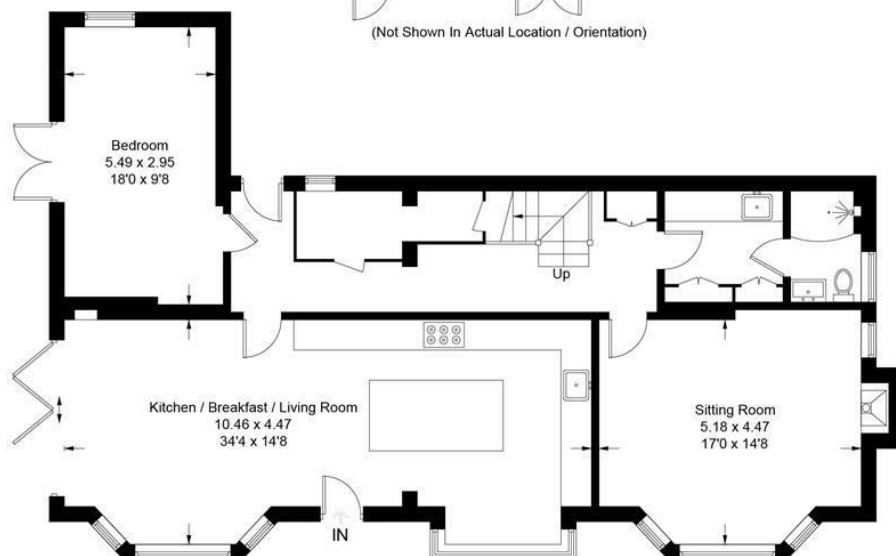 (Not Shown In Actual Location / Orientation)
Bedroom
5.49 x 2.95
18'0 x 9'8
Up
Kitchen / Breakfast / Living Room
10.46 x 4.47
34'4 x 14'8
Sitting Room
5.18 x 4.47
17'0 x 14'8
IN